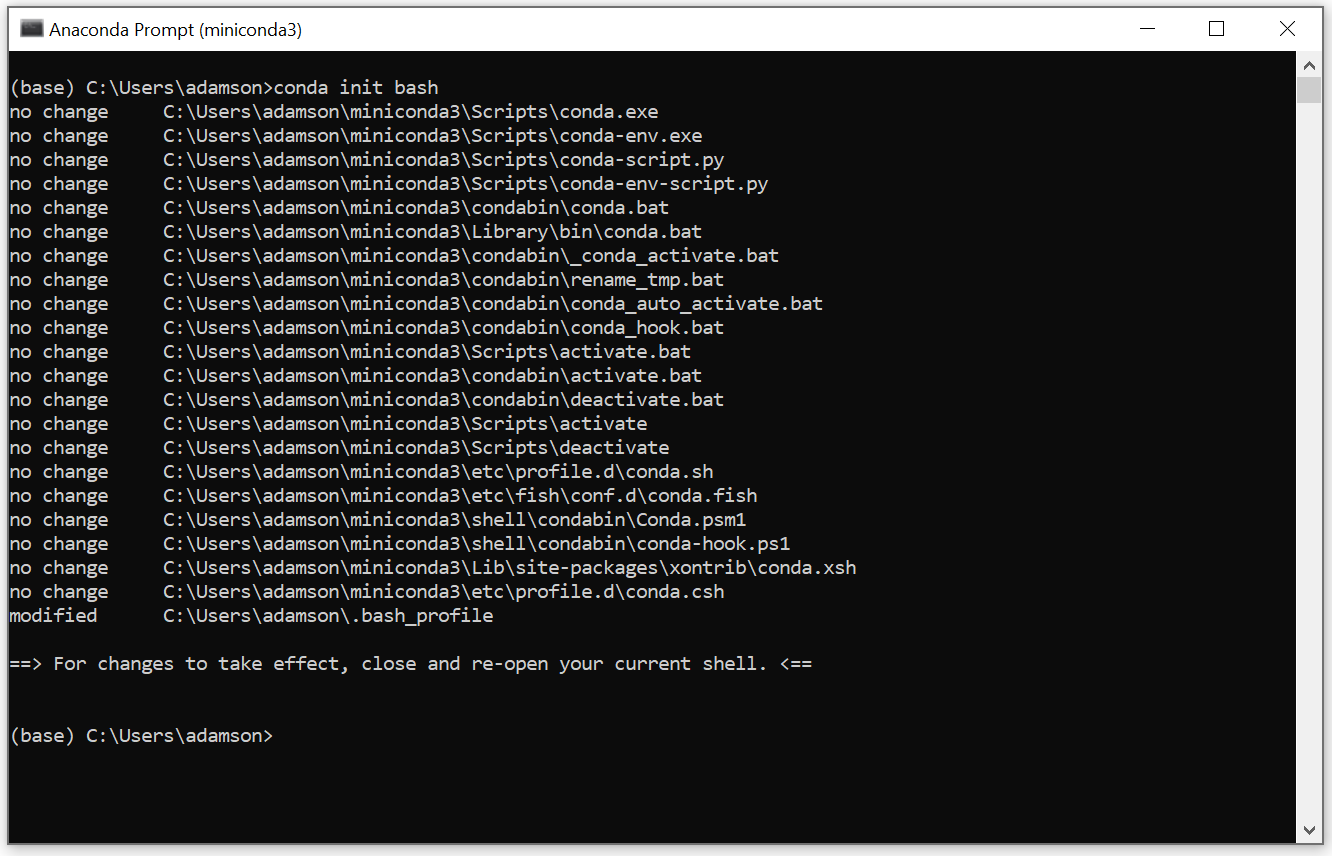 Anaconda Prompt (miniconda3)
(base) C:\Users\adamson>conda init bash
no change     C:\Users\adamson\miniconda3\Scripts\conda.exe
no change     C:\Users\adamson\miniconda3\Scripts\conda-env.exe
no change     C:\Users\adamson\miniconda3\Scripts\conda-script.py
no change     C:\Users\adamson\miniconda3\Scripts\conda-env-script.py
no change     C:\Users\adamson\miniconda3\condabin\conda.bat
no change     C:\Users\adamson\miniconda3\Library\bin\conda.bat
no change     C:\Users\adamson\miniconda3\condabin\_conda_activate.bat
no change     C:\Users\adamson\miniconda3\condabin\rename_tmp.bat
no change     C:\Users\adamson\miniconda3\condabin\conda_auto_activate.bat
no change     C:\Users\adamson\miniconda3\condabin\conda_hook.bat
no change     C:\Users\adamson\miniconda3\Scripts\activate.bat
no change     C:\Users\adamson\miniconda3\condabin\activate.bat
no change     C:\Users\adamson\miniconda3\condabin\deactivate.bat
no change     C:\Users\adamson\miniconda3\Scripts\activate
no change     C:\Users\adamson\miniconda3\Scripts\deactivate
no change     C:\Users\adamson\miniconda3\etc\profile.d\conda.sh
no change     C:\Users\adamson\miniconda3\etc\fish\conf.d\conda.fish
no change     C:\Users\adamson\miniconda3\shell\condabin\Conda.psm1
no change     C:\Users\adamson\miniconda3\shell\condabin\conda-hook.ps1
no change     C:\Users\adamson\miniconda3\Lib\site-packages\xontrib\conda.xsh
no change     C:\Users\adamson\miniconda3\etc\profile.d\conda.csh
modified      C:\Users\adamson\.bash_profile
==> For changes to take effect, close and re-open your current shell. <==
(base) C:\Users\adamson>